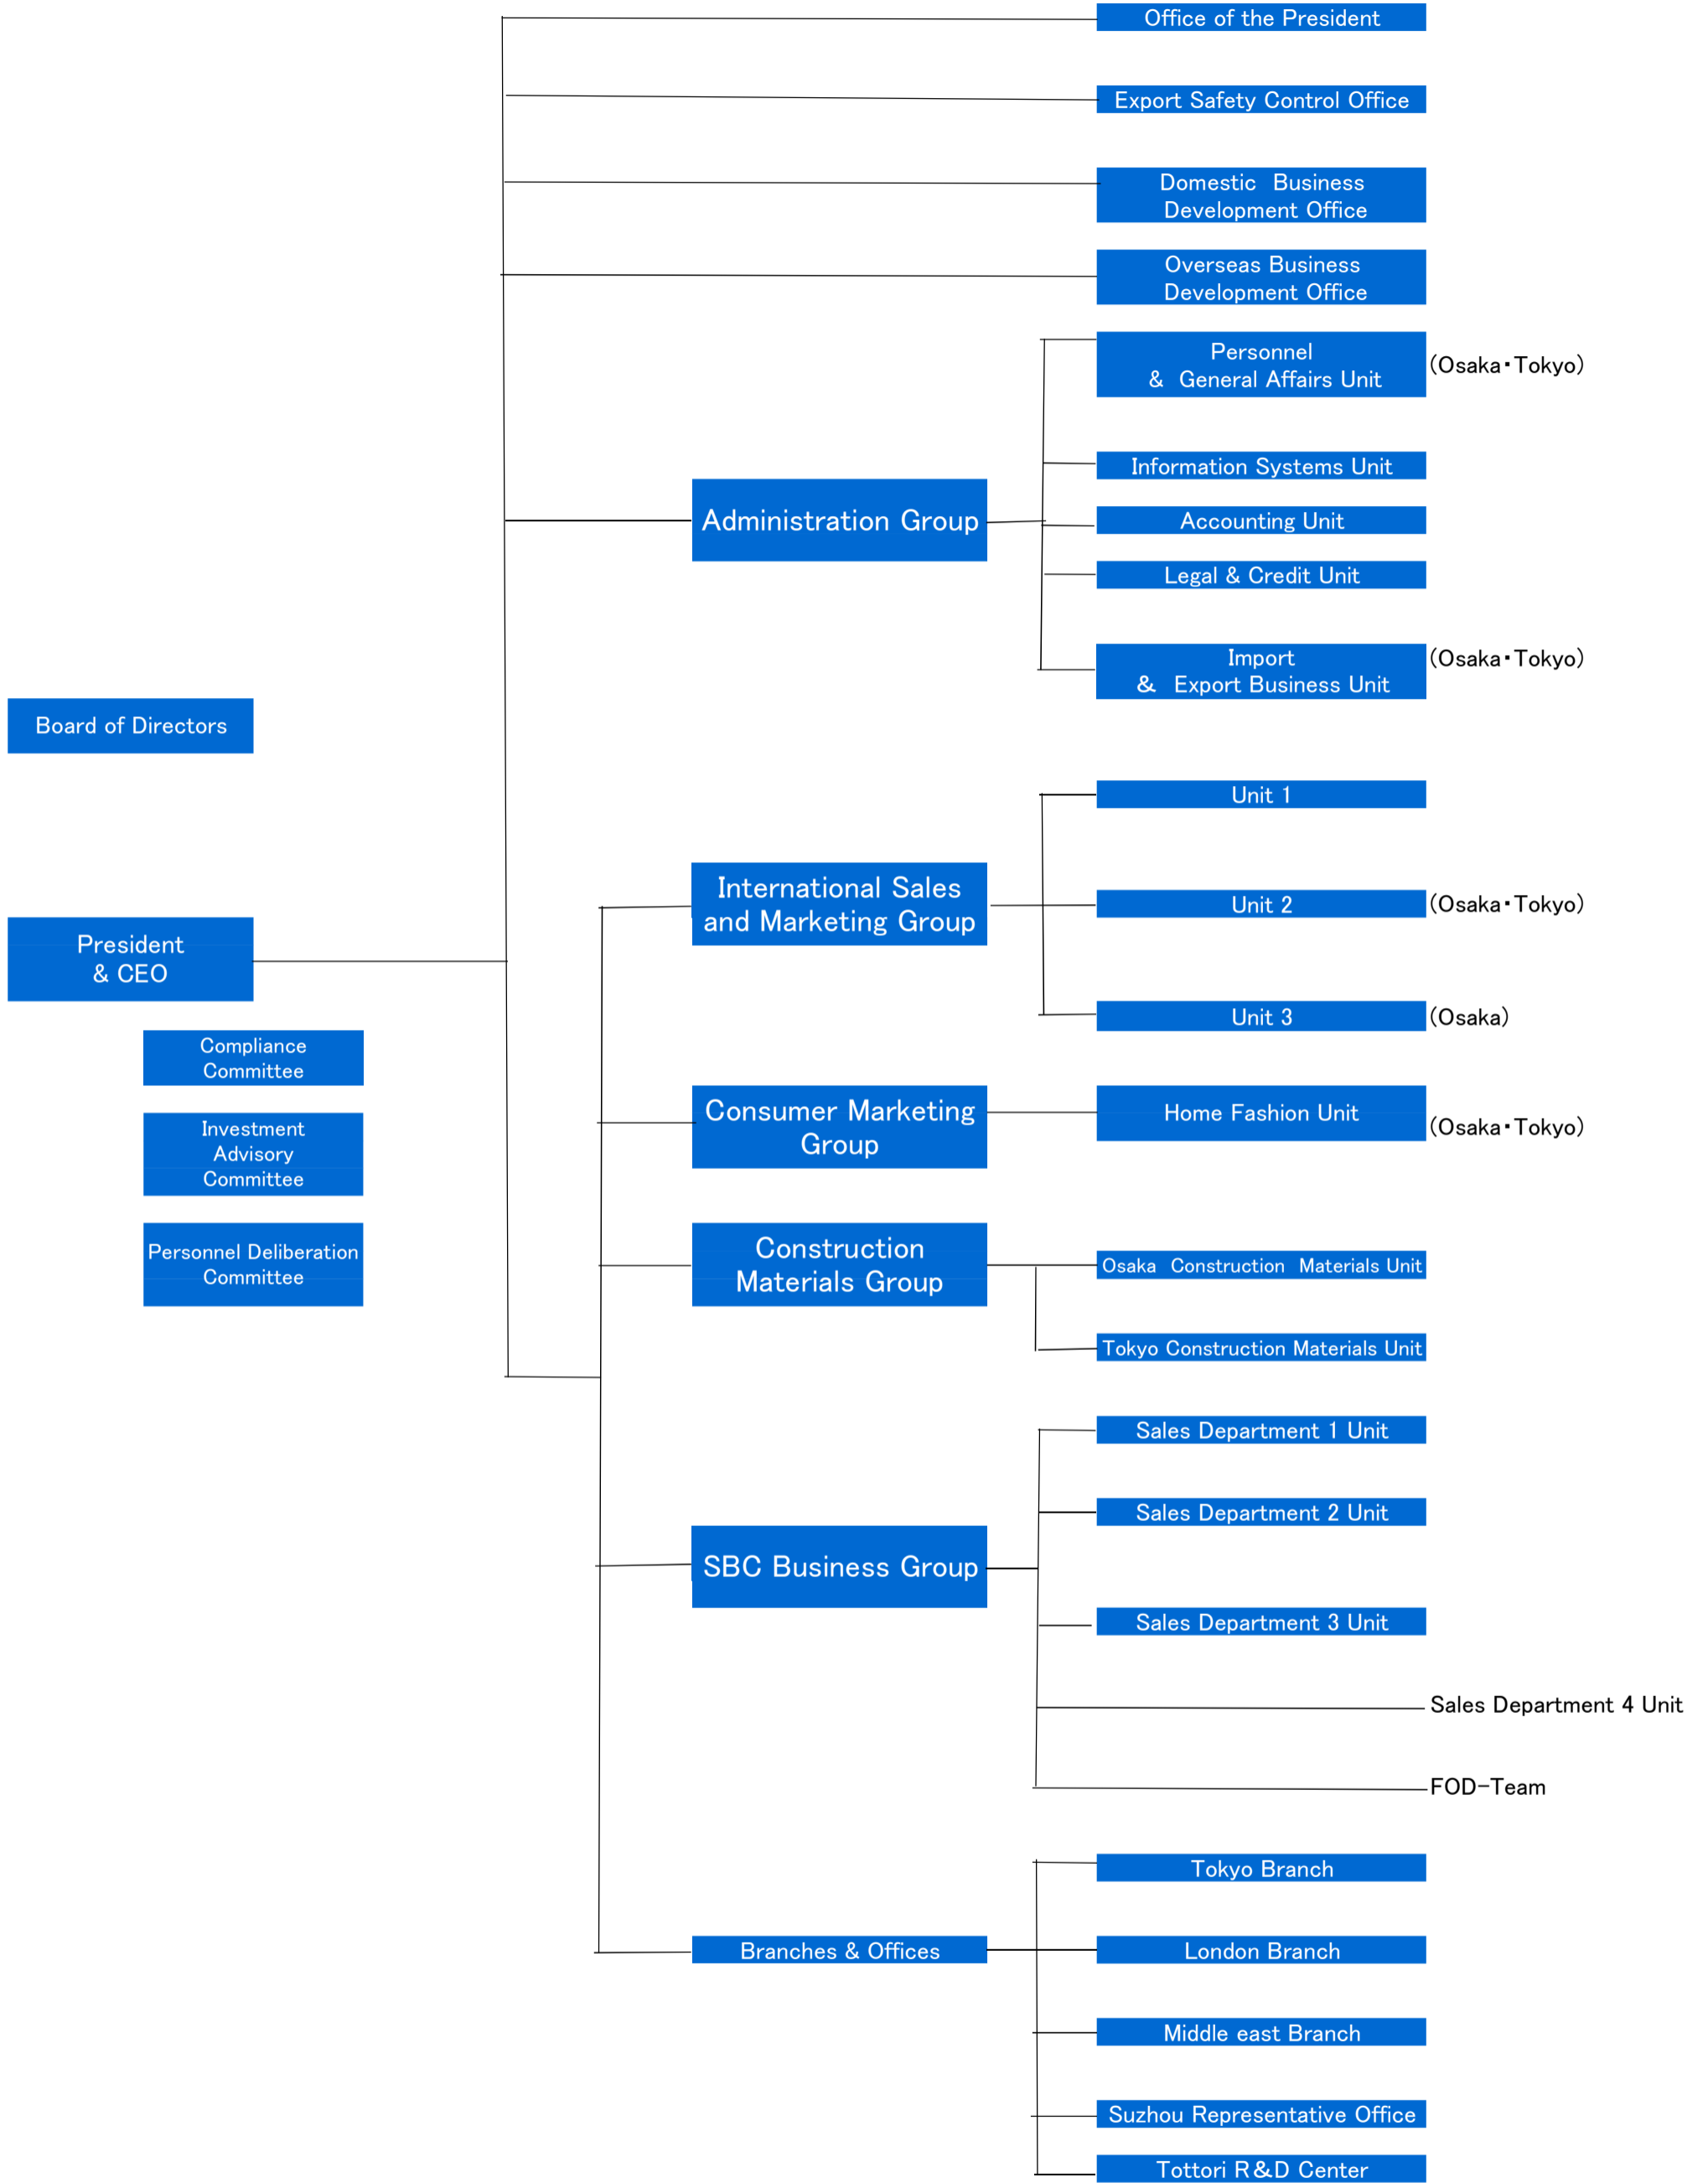 Office of the President
Export Safety Control Office
Domestic Business
Development Office
Overseas Business
Development Office
Personnel
& General Affairs Unit
(Osaka・Tokyo)
Information Systems Unit
Administration Group
Accounting Unit
Legal & Credit Unit
Import
& Export Business Unit
(Osaka・Tokyo)
Board of Directors
Unit 1
International Sales
and Marketing Group
Unit 2
(Osaka・Tokyo)
President
& CEO
Unit 3
(Osaka)
Compliance
Committee
Investment
Advisory
Committee
Personnel Deliberation
Committee
Consumer Marketing
Group
Home Fashion Unit
(Osaka・Tokyo)
Construction
Materials Group
Osaka Construction Materials Unit
Tokyo Construction Materials Unit
Sales Department 1 Unit
Sales Department 2 Unit
SBC Business Group
Sales Department 3 Unit
Sales Department 4 Unit
FOD-Team
Tokyo Branch
Branches & Offices
London Branch
Middle east Branch
Suzhou Representative Office
Tottori R&D Center